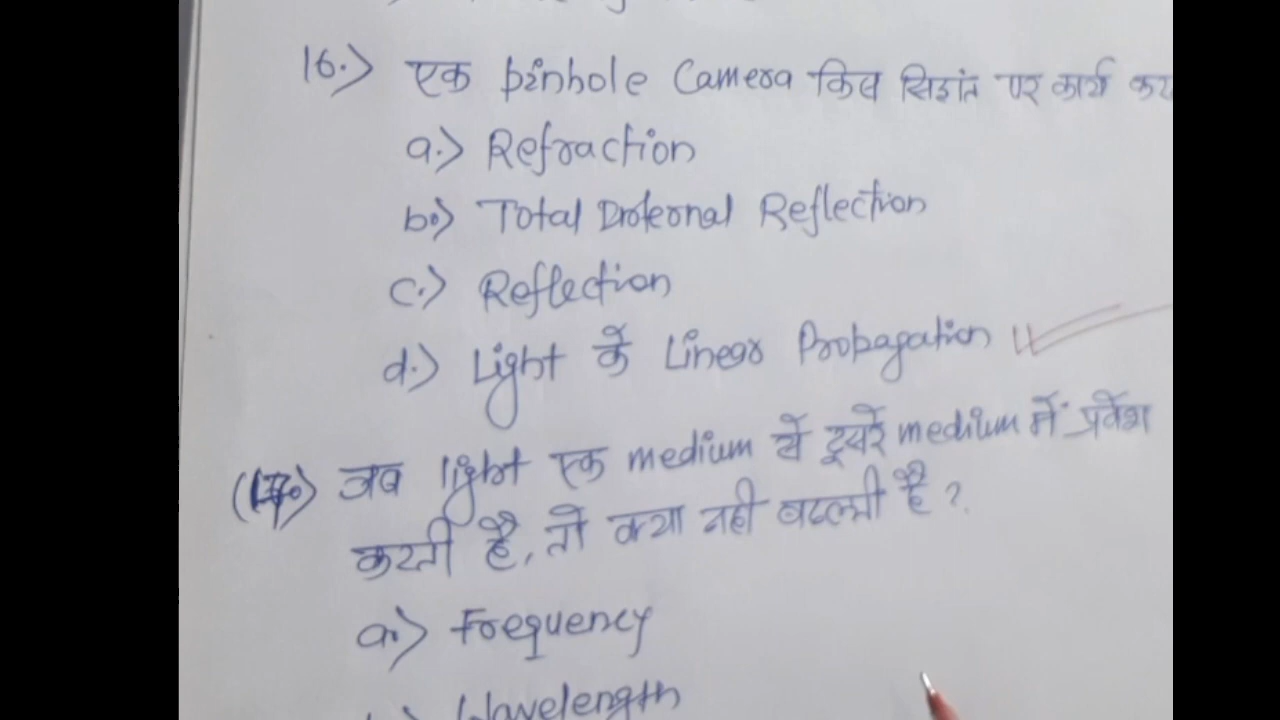 16.) एक pinhole Camera किस सिद्धांत पर कार्य
a.) Refraction
b.) Total Internal Reflection
c.) Reflection
d.) Light के Linear Propagation
(17.) जब light एक medium से दूसरे medium में प्रवेश
करती है, तो क्या नही बदलती है ?
a.) Frequency
Wavelength